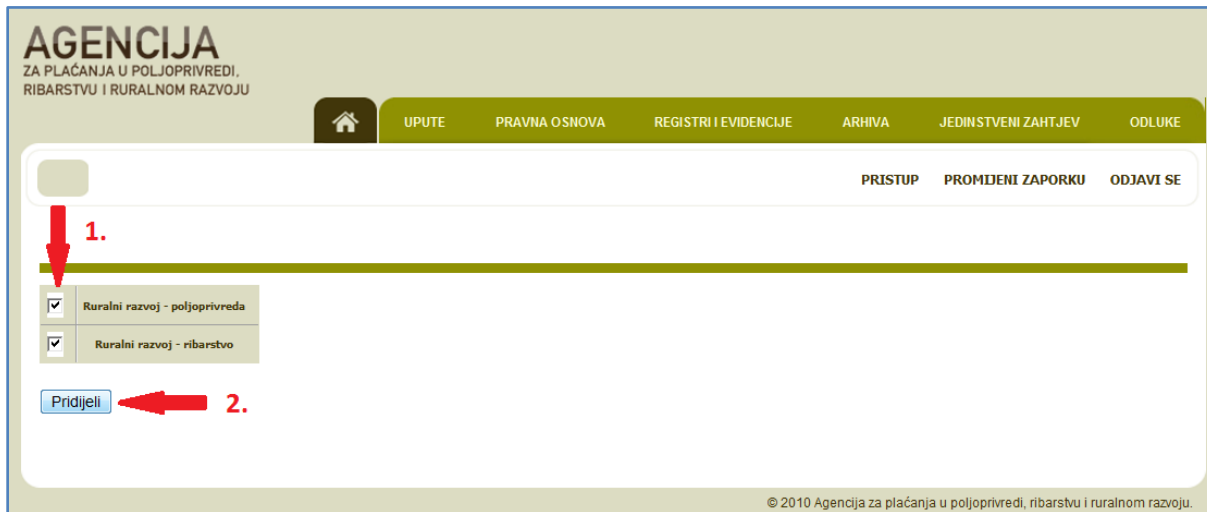 AGENCIJA
ZA PLAĆANJA U POLJOPRIVREDI,
RIBARSTVU I RURALNOM RAZVOJU
UPUTE PRAVNA OSNOVA REGISTRI I EVIDENCIJE ARHIVA JEDINSTVENI ZAHTJEV ODLUKE
PRISTUP PROMIJENI ZAPORKU ODJAVI SE
1.
Ruralni razvoj - poljoprivreda
Ruralni razvoj - ribarstvo
Pridijeli 2.
© 2010 Agencija za plaćanja u poljoprivredi, ribarstvu i ruralnom razvoju.